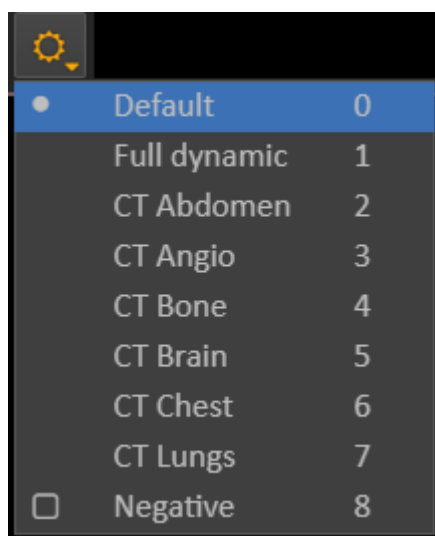 Default 0
Full dynamic 1
CT Abdomen 2
CT Angio 3
CT Bone 4
CT Brain 5
CT Chest 6
CT Lungs 7
Negative 8